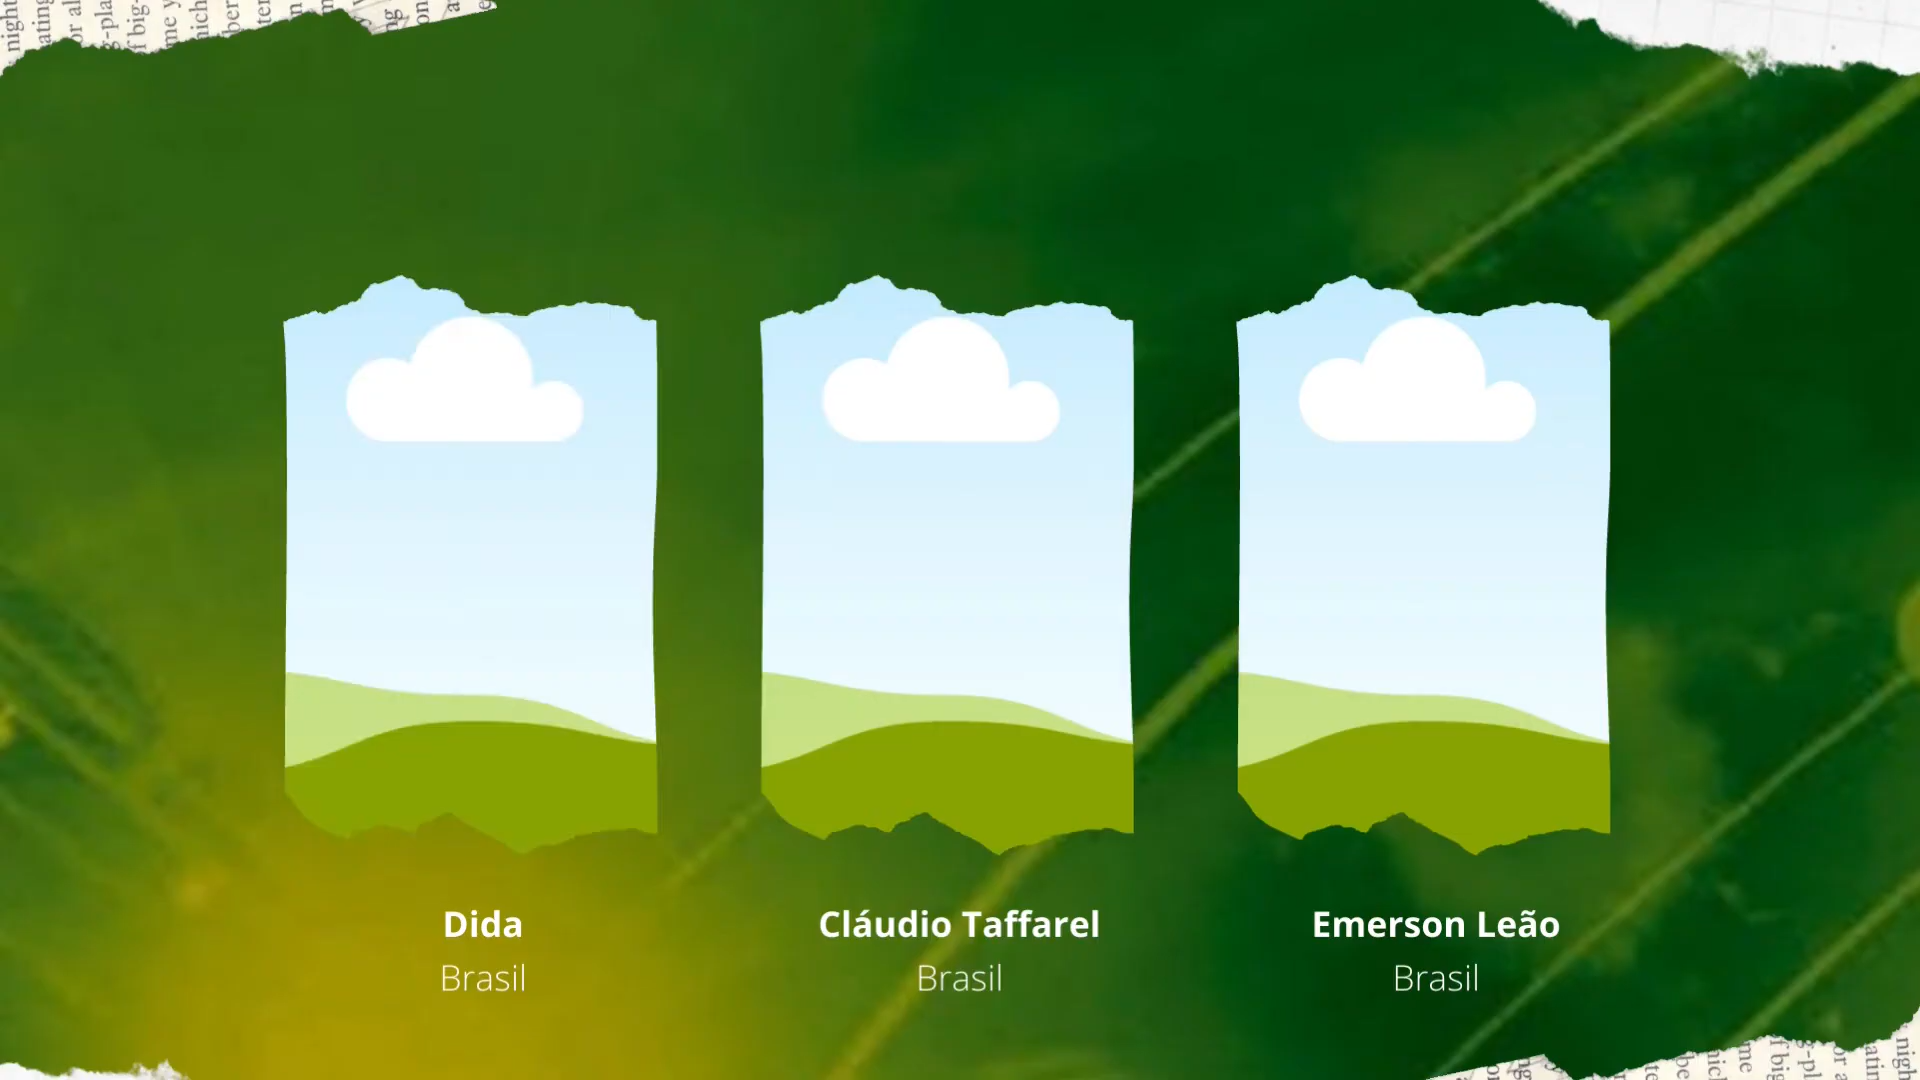 Dida
Brasil
Cláudio Taffarel
Brasil
Emerson Leão
Brasil